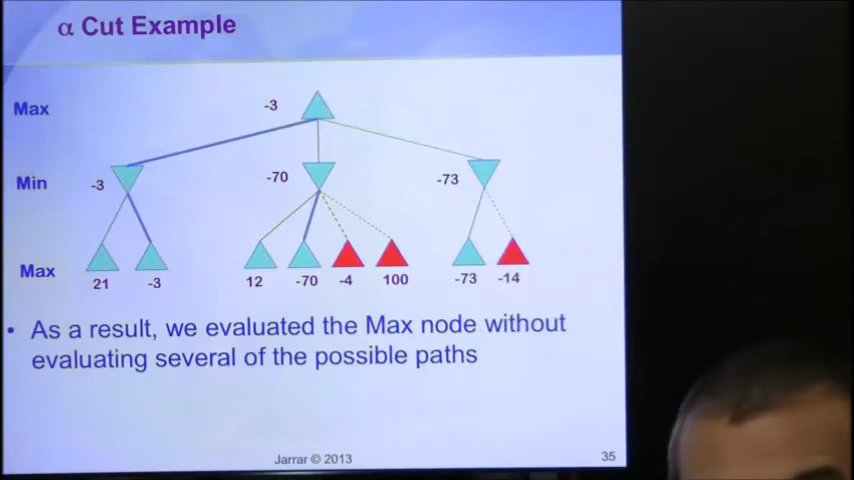 α Cut Example
Max
-3
Min
-3
-70
-73
Max
21
-3
12
-70
-4
100
-73
-14
• As a result, we evaluated the Max node without
evaluating several of the possible paths
Jarrar © 2013
35